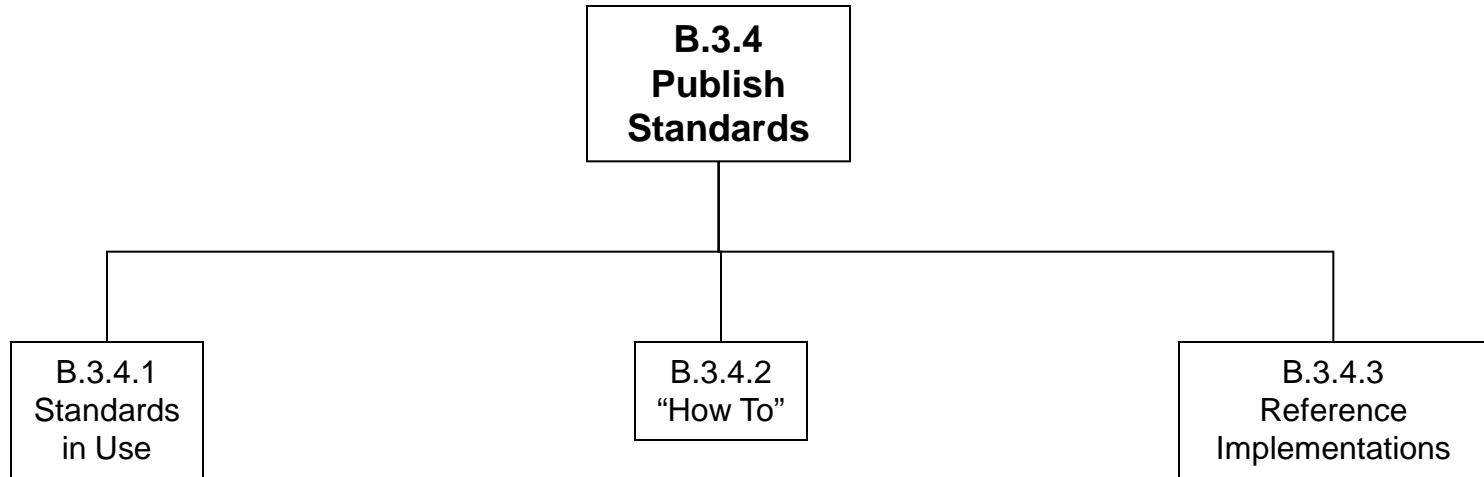 B.3.4
Publish
Standards
B.3.4.1
Standards
in Use
B.3.4.2
“How To”
B.3.4.3
Reference
Implementations